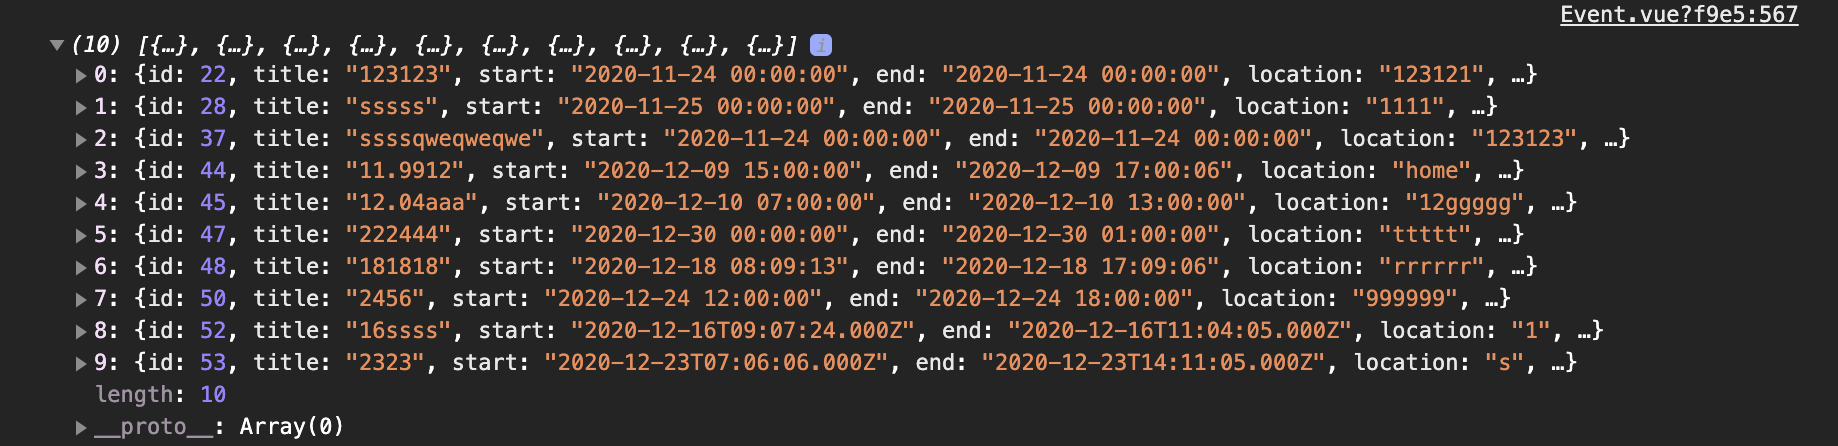 Event.vue?f9e5:567
▼(10) [{…}, {…}, {…}, {…}, {…}, {…}, {…}, {…}, {…}, {…}] i
▶0: {id: 22, title: "123123", start: "2020-11-24 00:00:00", end: "2020-11-24 00:00:00", location: "123121", …}
▶1: {id: 28, title: "sssss", start: "2020-11-25 00:00:00", end: "2020-11-25 00:00:00", location: "1111", …}
▶2: {id: 37, title: "ssssqweqweqwe", start: "2020-11-24 00:00:00", end: "2020-11-24 00:00:00", location: "123123", …}
▶3: {id: 44, title: "11.9912", start: "2020-12-09 15:00:00", end: "2020-12-09 17:00:06", location: "home", …}
▶4: {id: 45, title: "12.04aaa", start: "2020-12-10 07:00:00", end: "2020-12-10 13:00:00", location: "12ggggg", …}
▶5: {id: 47, title: "222444", start: "2020-12-30 00:00:00", end: "2020-12-30 01:00:00", location: "ttttt", …}
▶6: {id: 48, title: "181818", start: "2020-12-18 08:09:13", end: "2020-12-18 17:09:06", location: "rrrrrr", …}
▶7: {id: 50, title: "2456", start: "2020-12-24 12:00:00", end: "2020-12-24 18:00:00", location: "999999", …}
▶8: {id: 52, title: "16ssss", start: "2020-12-16T09:07:24.000Z", end: "2020-12-16T11:04:05.000Z", location: "1", …}
▶9: {id: 53, title: "2323", start: "2020-12-23T07:06:06.000Z", end: "2020-12-23T14:11:05.000Z", location: "s", …}
length: 10
▶__proto__: Array(0)